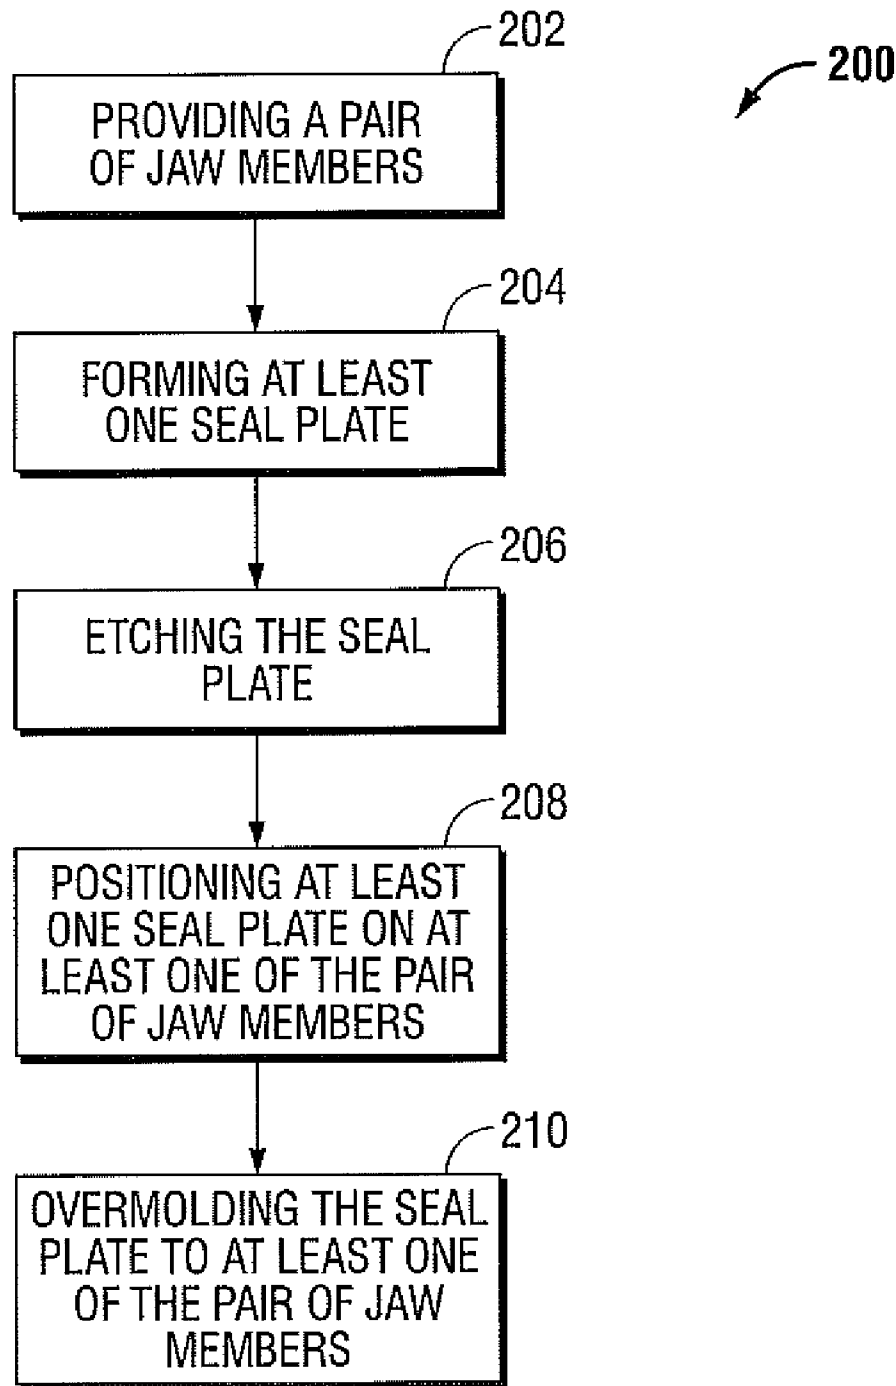 202
200
PROVIDING A PAIR
OF JAW MEMBERS
204
FORMING AT LEAST
ONE SEAL PLATE
206
ETCHING THE SEAL
PLATE
208
POSITIONING AT LEAST
ONE SEAL PLATE ON AT
LEAST ONE OF THE PAIR
OF JAW MEMBERS
210
OVERMOLDING THE SEAL
PLATE TO AT LEAST ONE
OF THE PAIR OF JAW
MEMBERS